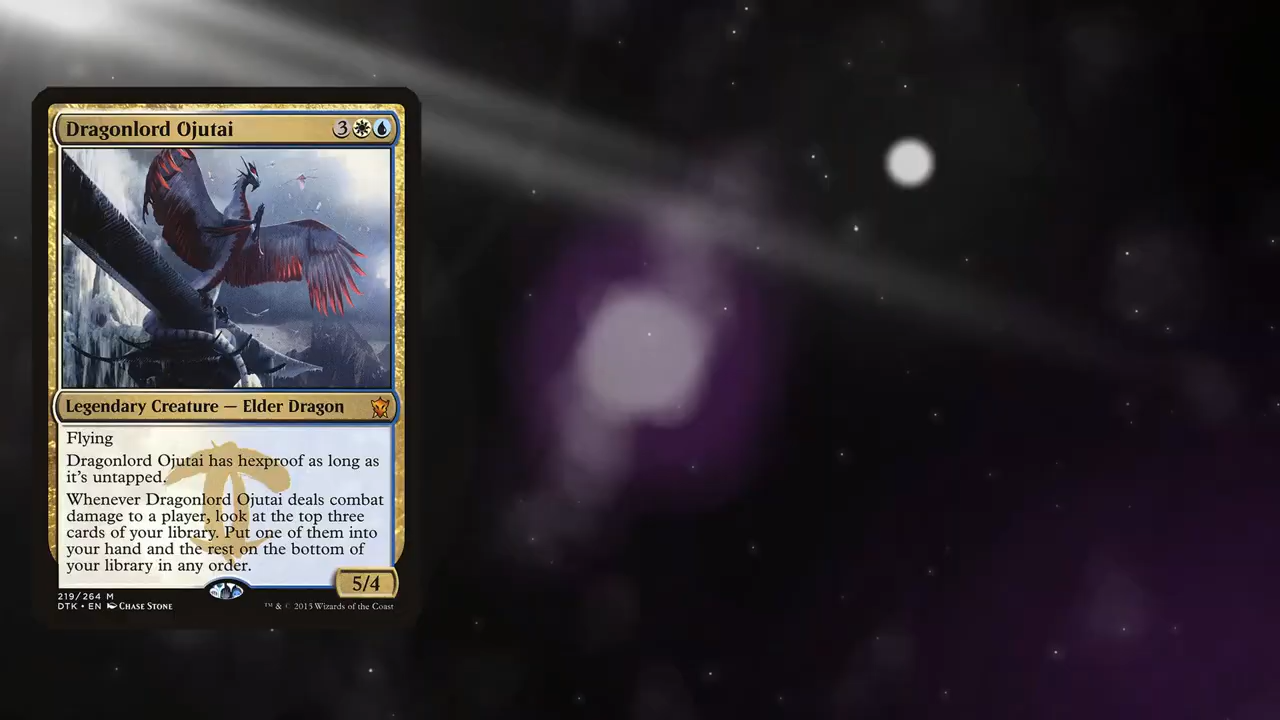 Dragonlord Ojutai 3
Legendary Creature — Elder Dragon
Flying
Dragonlord Ojutai has hexproof as long as
it's untapped.
Whenever Dragonlord Ojutai deals combat
damage to a player, look at the top three
cards of your library. Put one of them into
your hand and the rest on the bottom of
your library in any order.
5/4
219/264 M
DTK • EN CHASE STONE
™ & © 2015 Wizards of the Coast